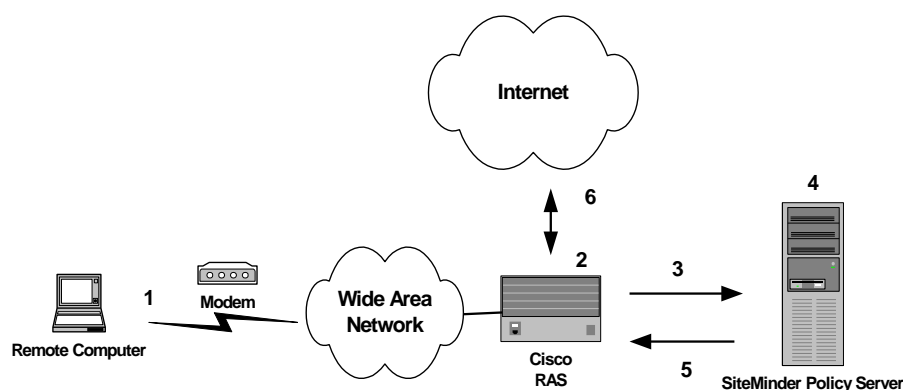 Internet
6
4
2
3
1
Modem
Wide Area
Network
Remote Computer
Cisco
RAS
5
SiteMinder Policy Server